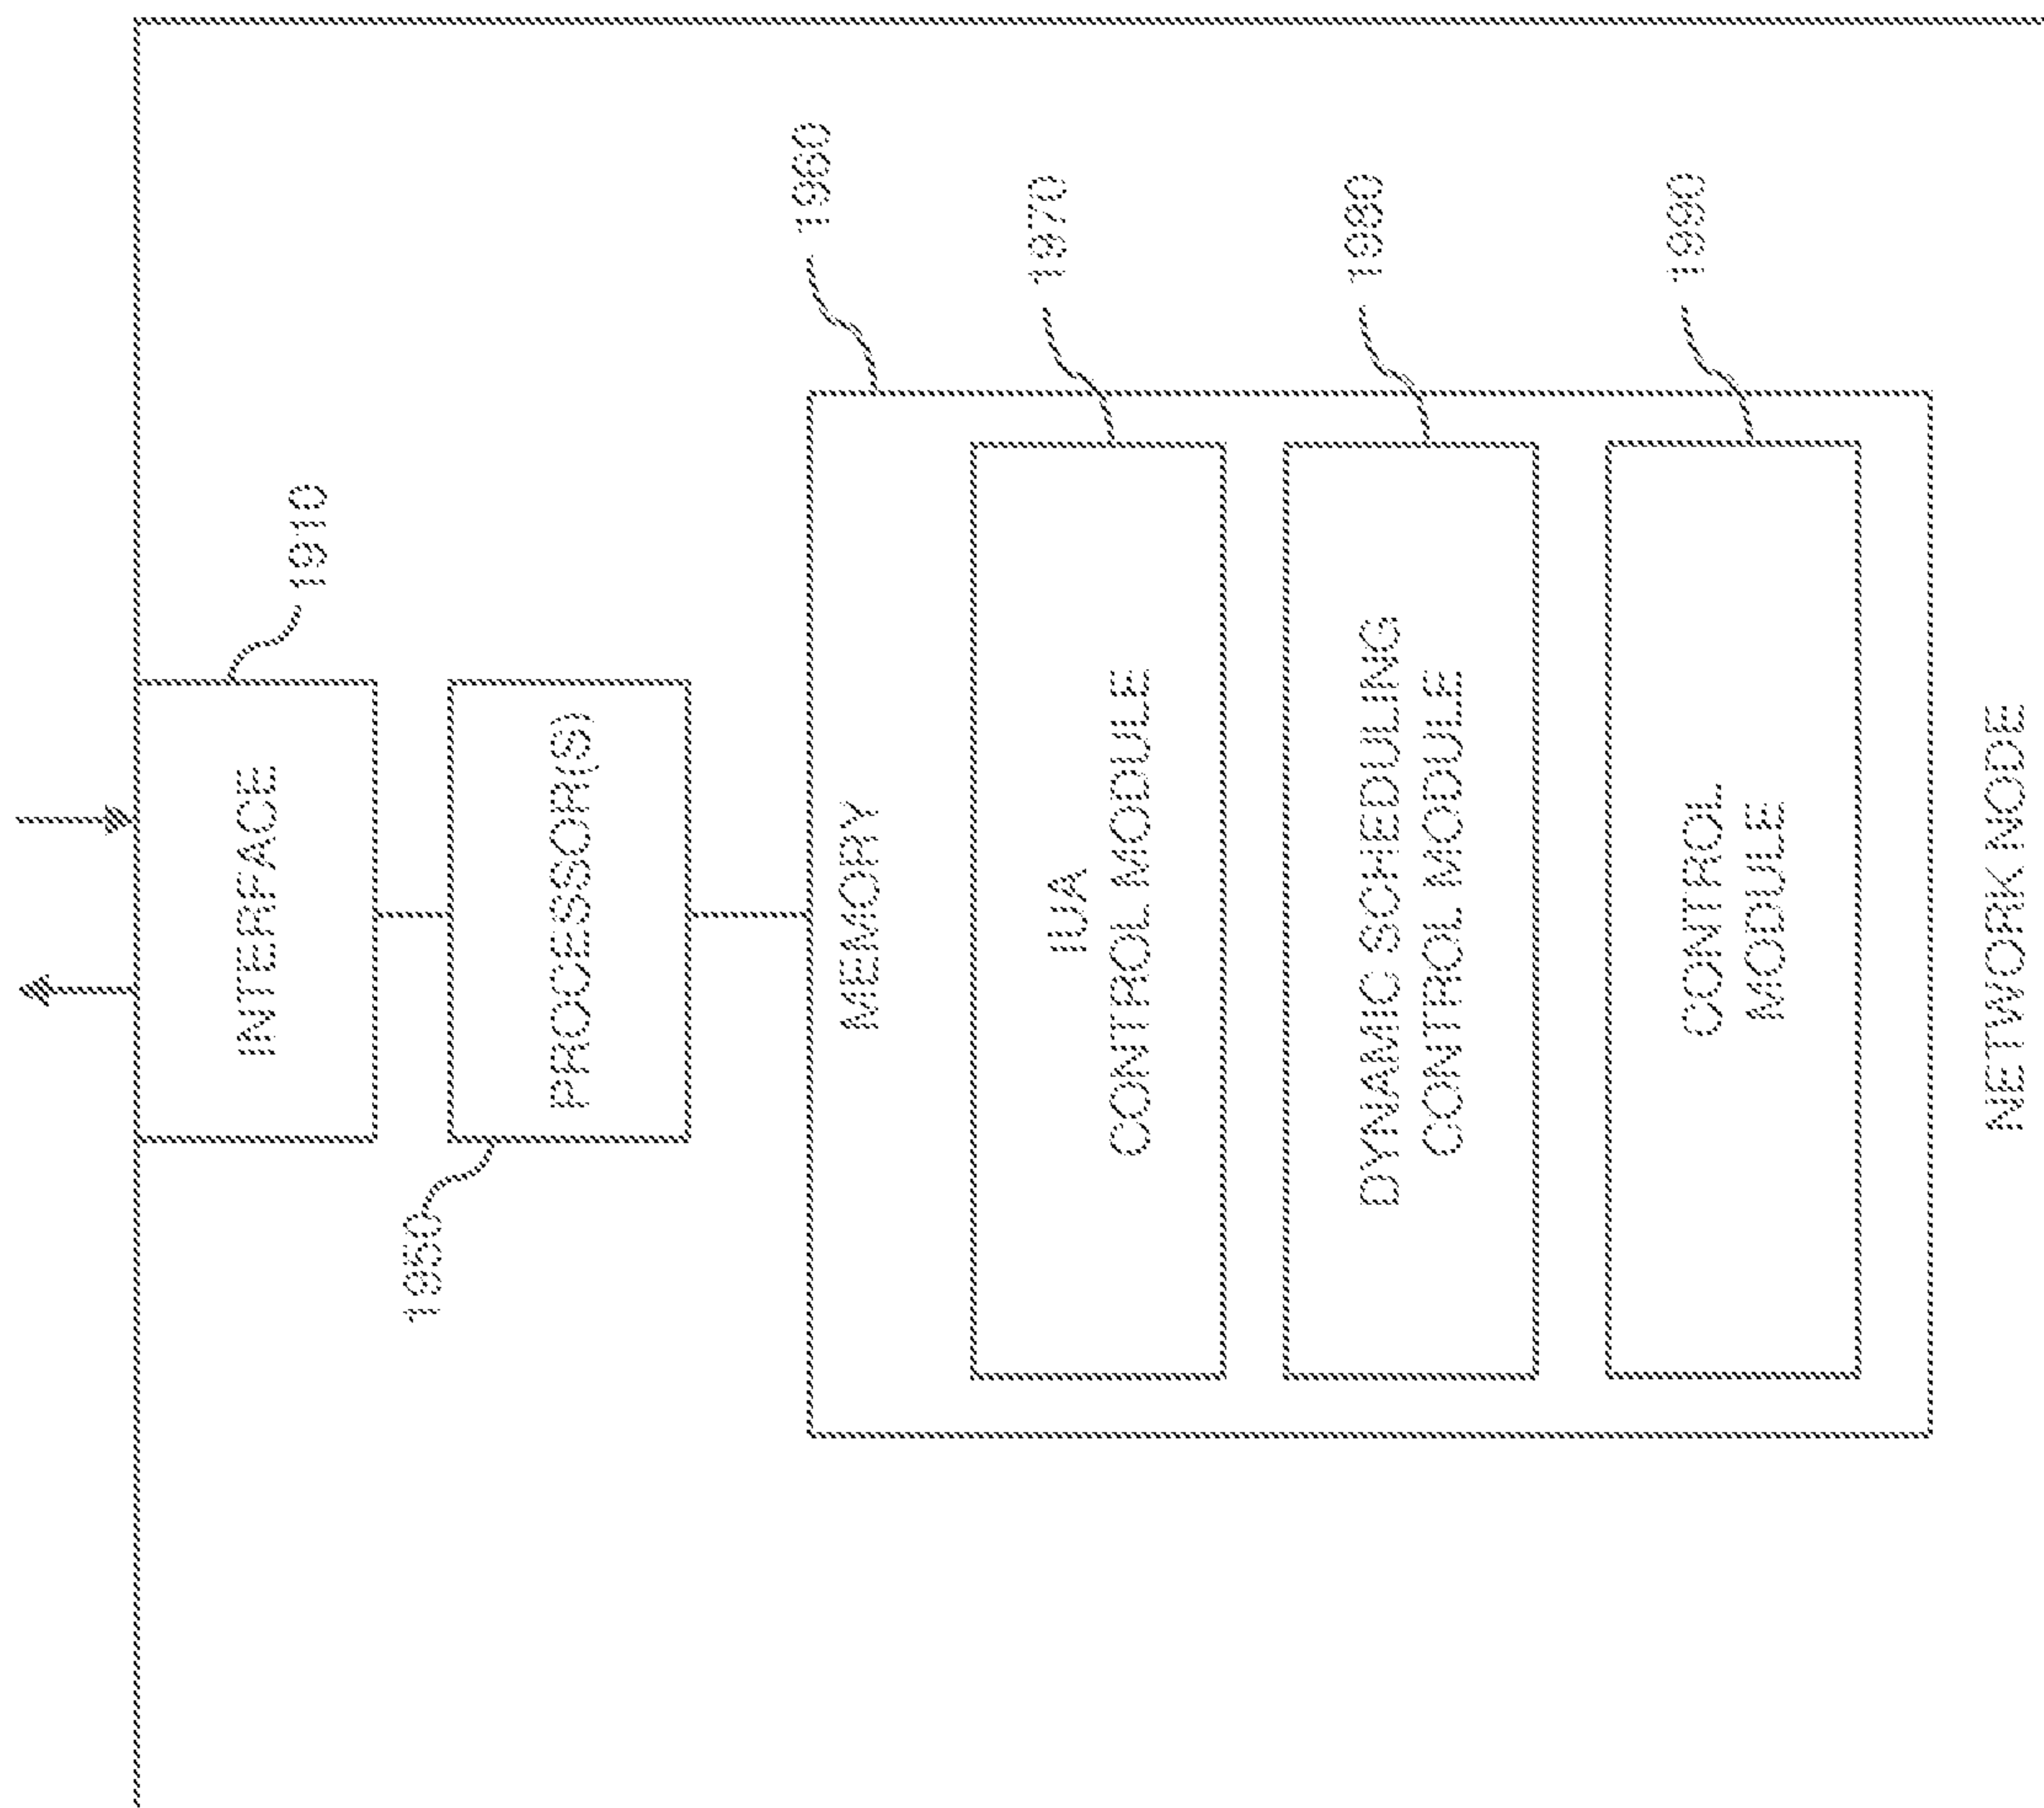 INTERFACE
1910
PROCESSOR(S)
1950
MEMORY
1960
IUA
CONTROL MODULE
1970
DYNAMIC SCHEDULING
CONTROL MODULE
1980
CONTROL
MODULE
1990
NETWORK NODE